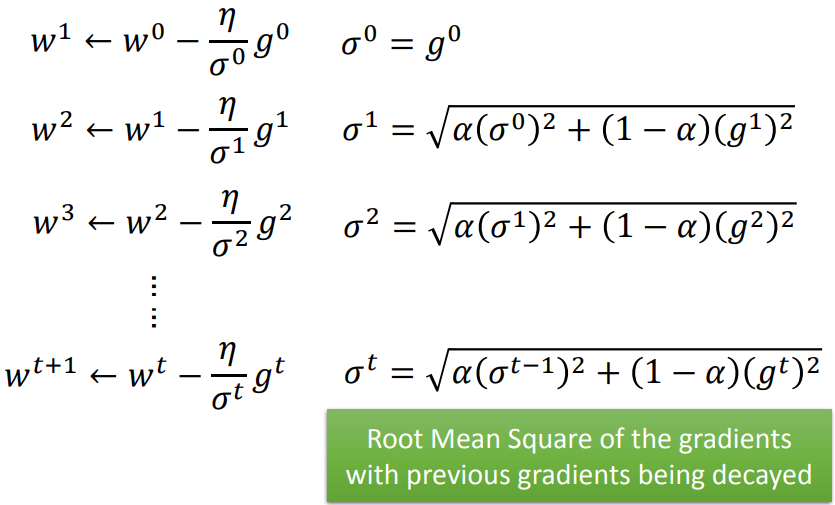 w¹ ← w⁰ − η/σ⁰ g⁰ σ⁰ = g⁰
w² ← w¹ − η/σ¹ g¹ σ¹ = √(α(σ⁰)² + (1 − α)(g¹)²)
w³ ← w² − η/σ² g² σ² = √(α(σ¹)² + (1 − α)(g²)²)
⋮
⋮
wᵗ⁺¹ ← wᵗ − η/σᵗ gᵗ σᵗ = √(α(σᵗ⁻¹)² + (1 − α)(gᵗ)²)
Root Mean Square of the gradients
with previous gradients being decayed